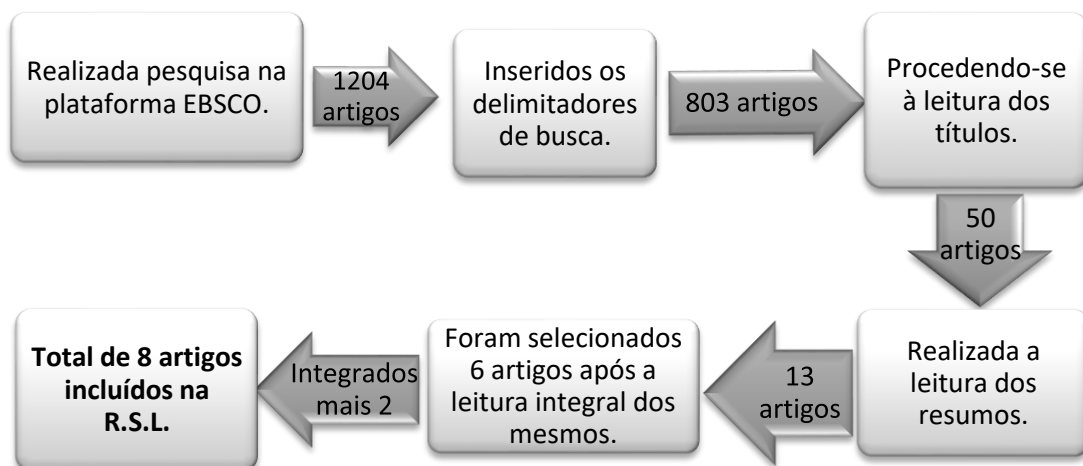 Realizada pesquisa na
plataforma EBSCO.
1204
artigos
Inseridos os
delimitadores
de busca.
803 artigos
Procedendo-se
à leitura dos
títulos.
50
artigos
Realizada a
leitura dos
resumos.
13
artigos
Foram selecionados
6 artigos após a
leitura integral dos
mesmos.
Integrados
mais 2
Total de 8 artigos
incluídos na
R.S.L.